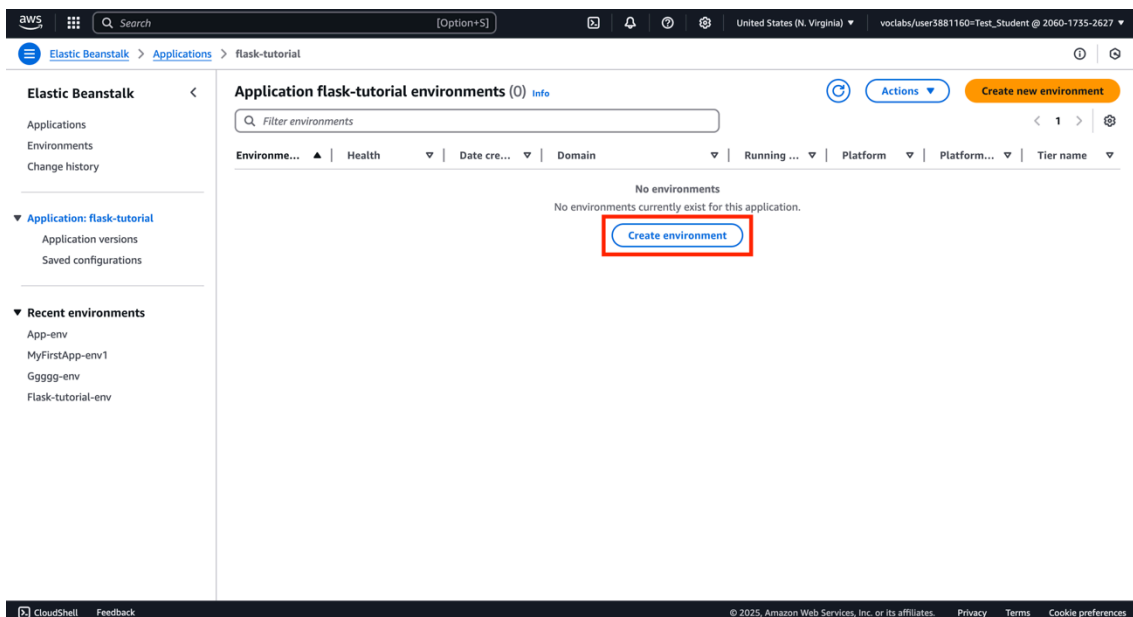 aws Search [Option+S] United States (N. Virginia) ▼ voclabs/user3881160=Test_Student @ 2060-1735-2627 ▼
Elastic Beanstalk > Applications > flask-tutorial
Elastic Beanstalk
Applications
Environments
Change history
▼ Application: flask-tutorial
Application versions
Saved configurations
▼ Recent environments
App-env
MyFirstApp-env1
Ggggg-env
Flask-tutorial-env
Application flask-tutorial environments (0) Info
Actions ▼
Create new environment
Filter environments
< 1 >
Environme... ▲ | Health ▽ | Date cre... ▽ | Domain ▽ | Running ... ▽ | Platform ▽ | Platform... ▽ | Tier name ▽
No environments
No environments currently exist for this application.
Create environment
CloudShell Feedback © 2025, Amazon Web Services, Inc. or its affiliates. Privacy Terms Cookie preferences